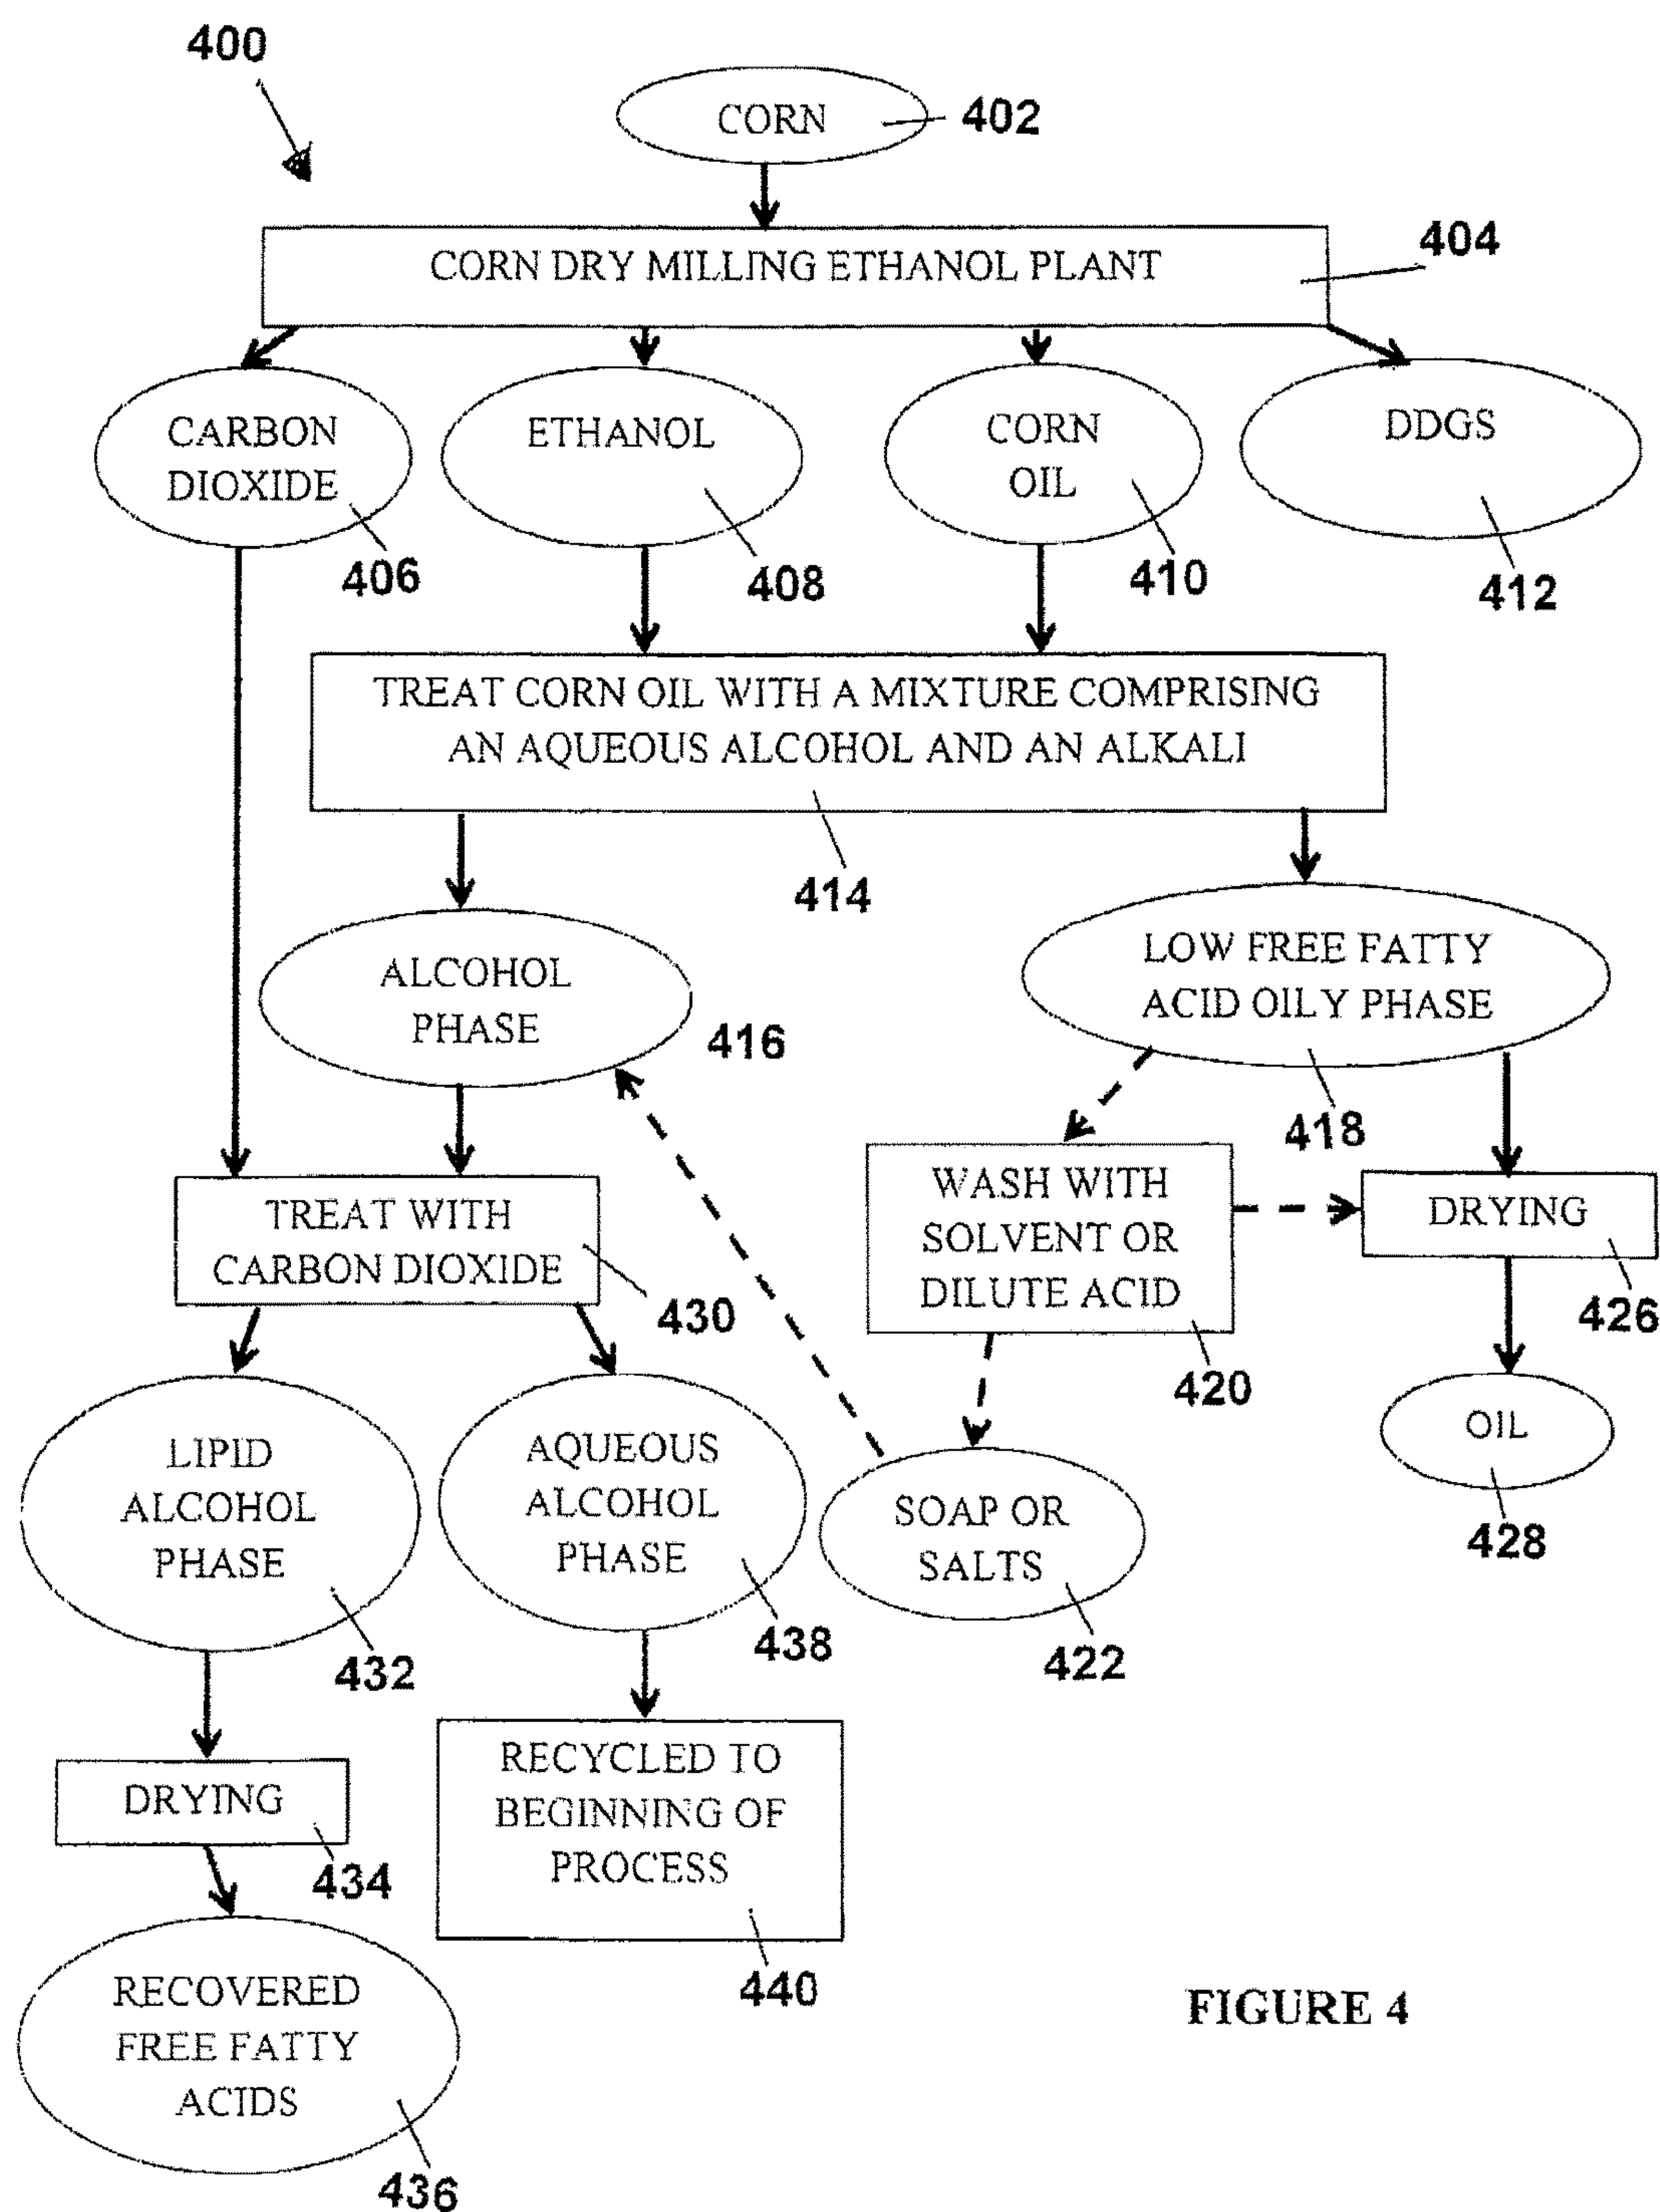 400
CORN
402
CORN DRY MILLING ETHANOL PLANT
404
CARBON
DIOXIDE
406
ETHANOL
408
CORN
OIL
410
DDGS
412
TREAT CORN OIL WITH A MIXTURE COMPRISING
AN AQUEOUS ALCOHOL AND AN ALKALI
414
ALCOHOL
PHASE
416
LOW FREE FATTY
ACID OILY PHASE
418
TREAT WITH
CARBON DIOXIDE
430
WASH WITH
SOLVENT OR
DILUTE ACID
420
DRYING
426
LIPID
ALCOHOL
PHASE
432
AQUEOUS
ALCOHOL
PHASE
438
SOAP OR
SALTS
422
OIL
428
DRYING
434
RECYCLED TO
BEGINNING OF
PROCESS
440
RECOVERED
FREE FATTY
ACIDS
436
FIGURE 4